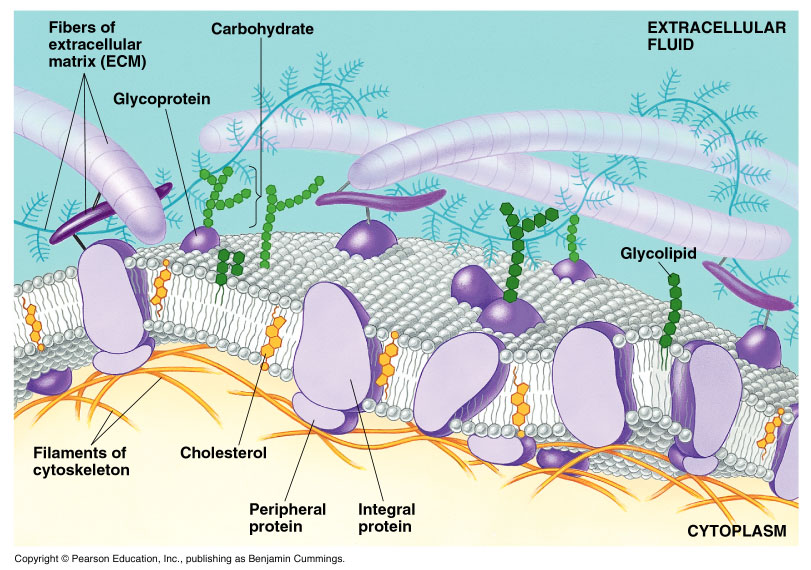 Fibers of
extracellular
matrix (ECM)
Carbohydrate
EXTRACELLULAR
FLUID
Glycoprotein
Glycolipid
Filaments of
cytoskeleton
Cholesterol
Peripheral
protein
Integral
protein
CYTOPLASM
Copyright © Pearson Education, Inc., publishing as Benjamin Cummings.